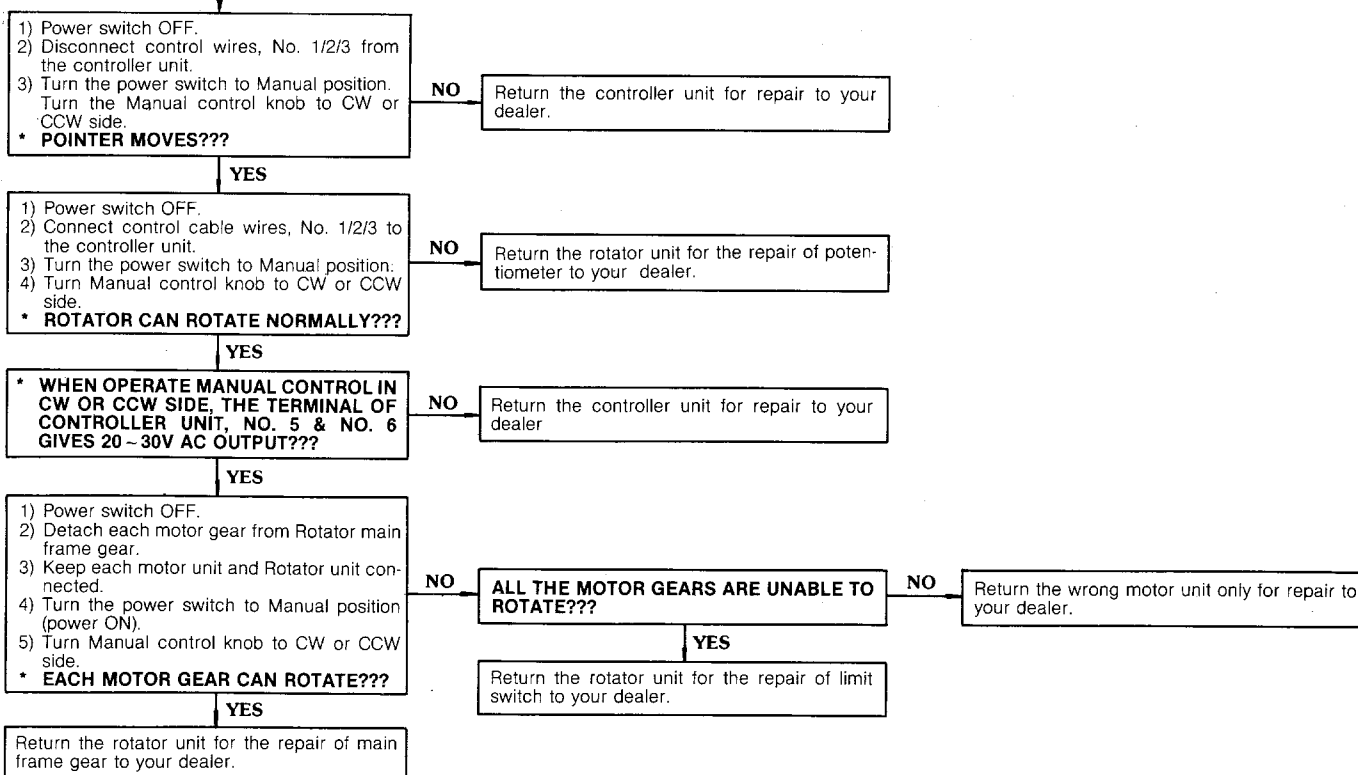 1) Power switch OFF.
2) Disconnect control wires, No. 1/2/3 from
the controller unit.
3) Turn the power switch to Manual position.
Turn the Manual control knob to CW or
CCW side.
* POINTER MOVES???
NO
Return the controller unit for repair to your
dealer.
YES
1) Power switch OFF.
2) Connect control cable wires, No. 1/2/3 to
the controller unit.
3) Turn the power switch to Manual position.
4) Turn Manual control knob to CW or CCW
side.
* ROTATOR CAN ROTATE NORMALLY???
NO
Return the rotator unit for the repair of poten-
tiometer to your dealer.
YES
* WHEN OPERATE MANUAL CONTROL IN
CW OR CCW SIDE, THE TERMINAL OF
CONTROLLER UNIT, NO. 5 & NO. 6
GIVES 20~30V AC OUTPUT???
NO
Return the controller unit for repair to your
dealer
YES
1) Power switch OFF.
2) Detach each motor gear from Rotator main
frame gear.
3) Keep each motor unit and Rotator unit con-
nected.
4) Turn the power switch to Manual position
(power ON).
5) Turn Manual control knob to CW or CCW
side.
* EACH MOTOR GEAR CAN ROTATE???
NO
ALL THE MOTOR GEARS ARE UNABLE TO
ROTATE???
NO
Return the wrong motor unit only for repair to
your dealer.
YES
Return the rotator unit for the repair of limit
switch to your dealer.
YES
Return the rotator unit for the repair of main
frame gear to your dealer.